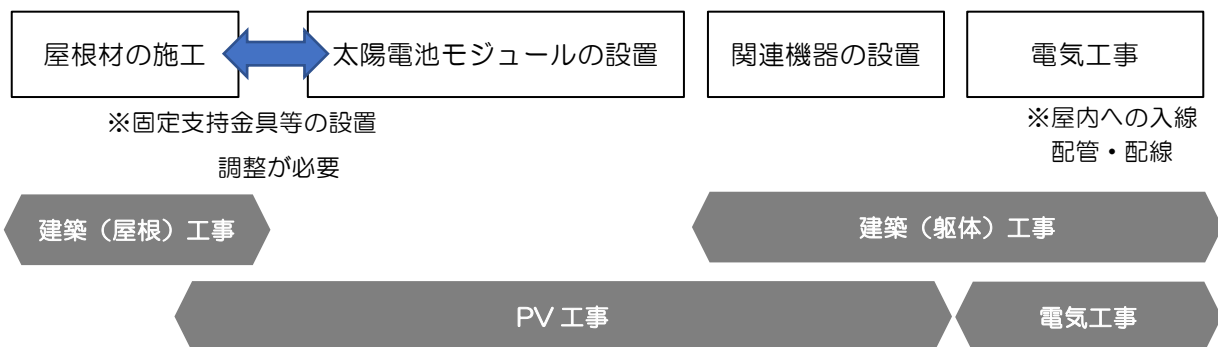 屋根材の施工
太陽電池モジュールの設置
関連機器の設置
電気工事
※固定支持金具等の設置
調整が必要
※屋内への入線
配管・配線
建築（屋根）工事
建築（躯体）工事
PV 工事
電気工事